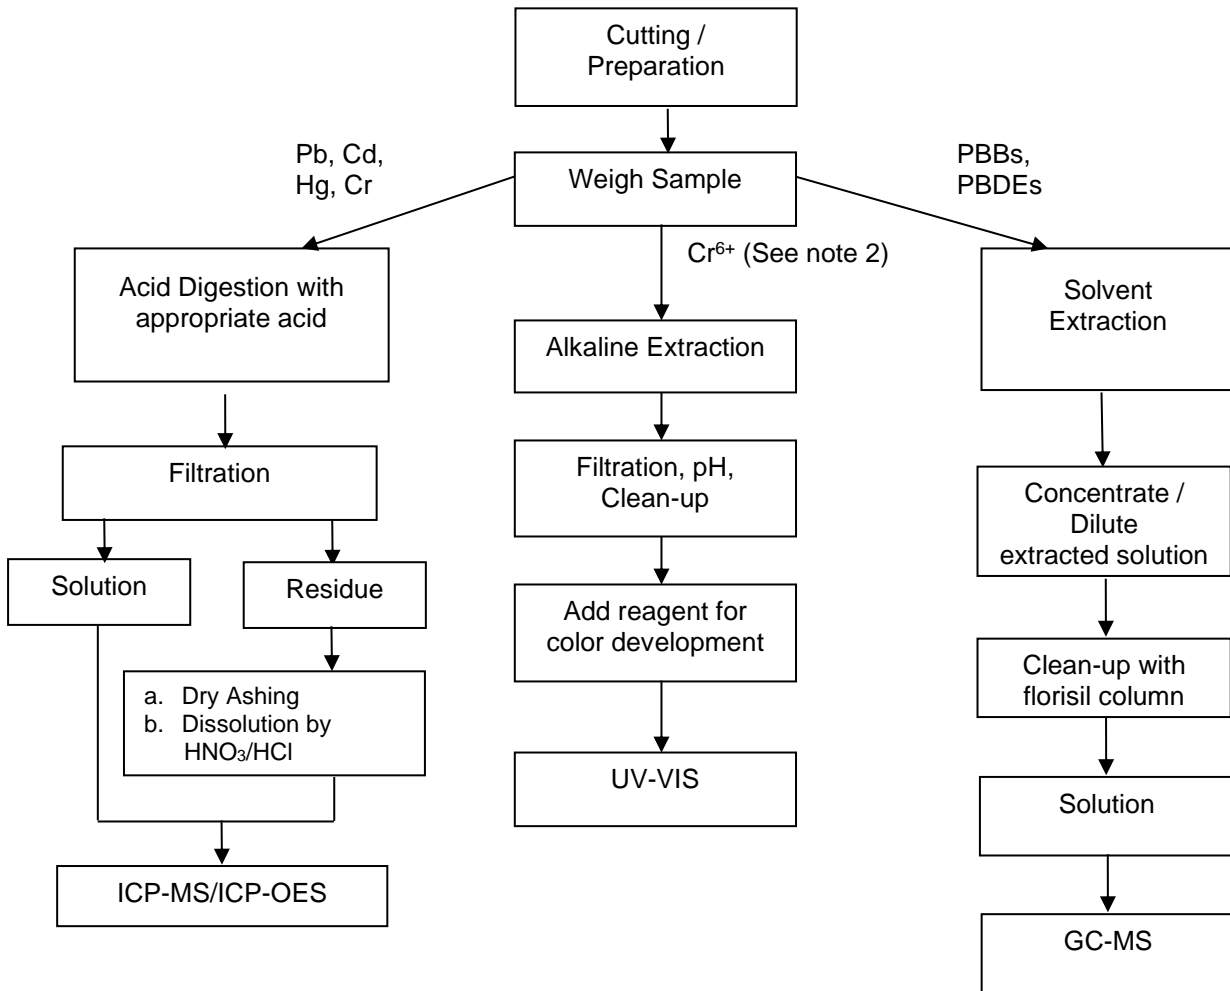 Cutting /
Preparation
Pb, Cd,
Hg, Cr
Weigh Sample
PBBs,
PBDEs
Cr⁶⁺ (See note 2)
Acid Digestion with
appropriate acid
Filtration
Solution
Residue
a. Dry Ashing
b. Dissolution by
HNO₃/HCl
ICP-MS/ICP-OES
Alkaline Extraction
Filtration, pH,
Clean-up
Add reagent for
color development
UV-VIS
Solvent
Extraction
Concentrate /
Dilute
extracted solution
Clean-up with
florisil column
Solution
GC-MS